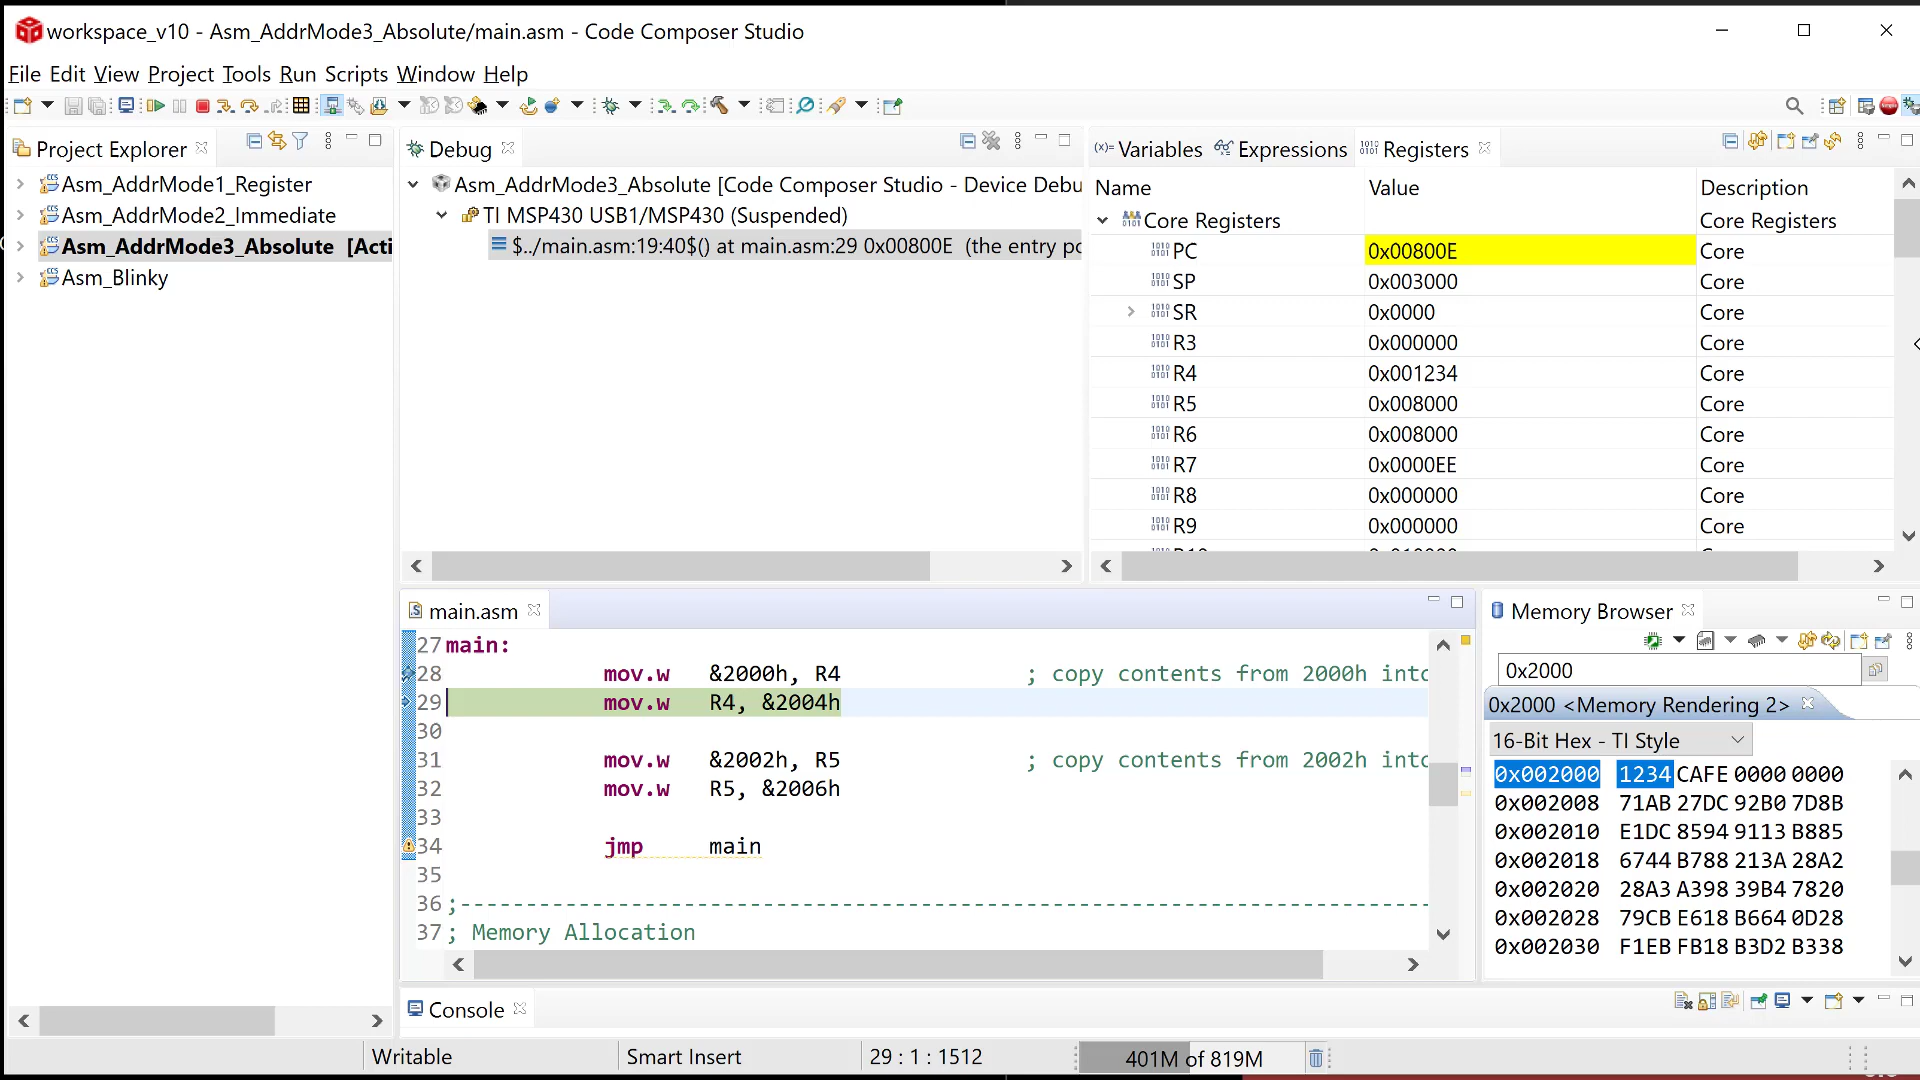 workspace_v10 - Asm_AddrMode3_Absolute/main.asm - Code Composer Studio
File Edit View Project Tools Run Scripts Window Help
Project Explorer
Asm_AddrMode1_Register
Asm_AddrMode2_Immediate
Asm_AddrMode3_Absolute [Acti
Asm_Blinky
Debug
Asm_AddrMode3_Absolute [Code Composer Studio - Device Debu
TI MSP430 USB1/MSP430 (Suspended)
$../main.asm:19:40$() at main.asm:29 0x00800E (the entry po
(x)= Variables Expressions Registers
Name Value Description
Core Registers Core Registers
PC 0x00800E Core
SP 0x003000 Core
SR 0x0000 Core
R3 0x000000 Core
R4 0x001234 Core
R5 0x008000 Core
R6 0x008000 Core
R7 0x0000EE Core
R8 0x000000 Core
R9 0x000000 Core
main.asm
27 main:
28 mov.w &2000h, R4 ; copy contents from 2000h into
29 mov.w R4, &2004h
30
31 mov.w &2002h, R5 ; copy contents from 2002h into
32 mov.w R5, &2006h
33
34 jmp main
35
36 ;--------------------------------------------------------------------------
37 ; Memory Allocation
Memory Browser
0x2000
0x2000 <Memory Rendering 2>
16-Bit Hex - TI Style
0x002000 1234 CAFE 0000 0000
0x002008 71AB 27DC 92B0 7D8B
0x002010 E1DC 8594 9113 B885
0x002018 6744 B788 213A 28A2
0x002020 28A3 A398 39B4 7820
0x002028 79CB E618 B664 0D28
0x002030 F1EB FB18 B3D2 B338
Console
Writable Smart Insert 29 : 1 : 1512 401M of 819M